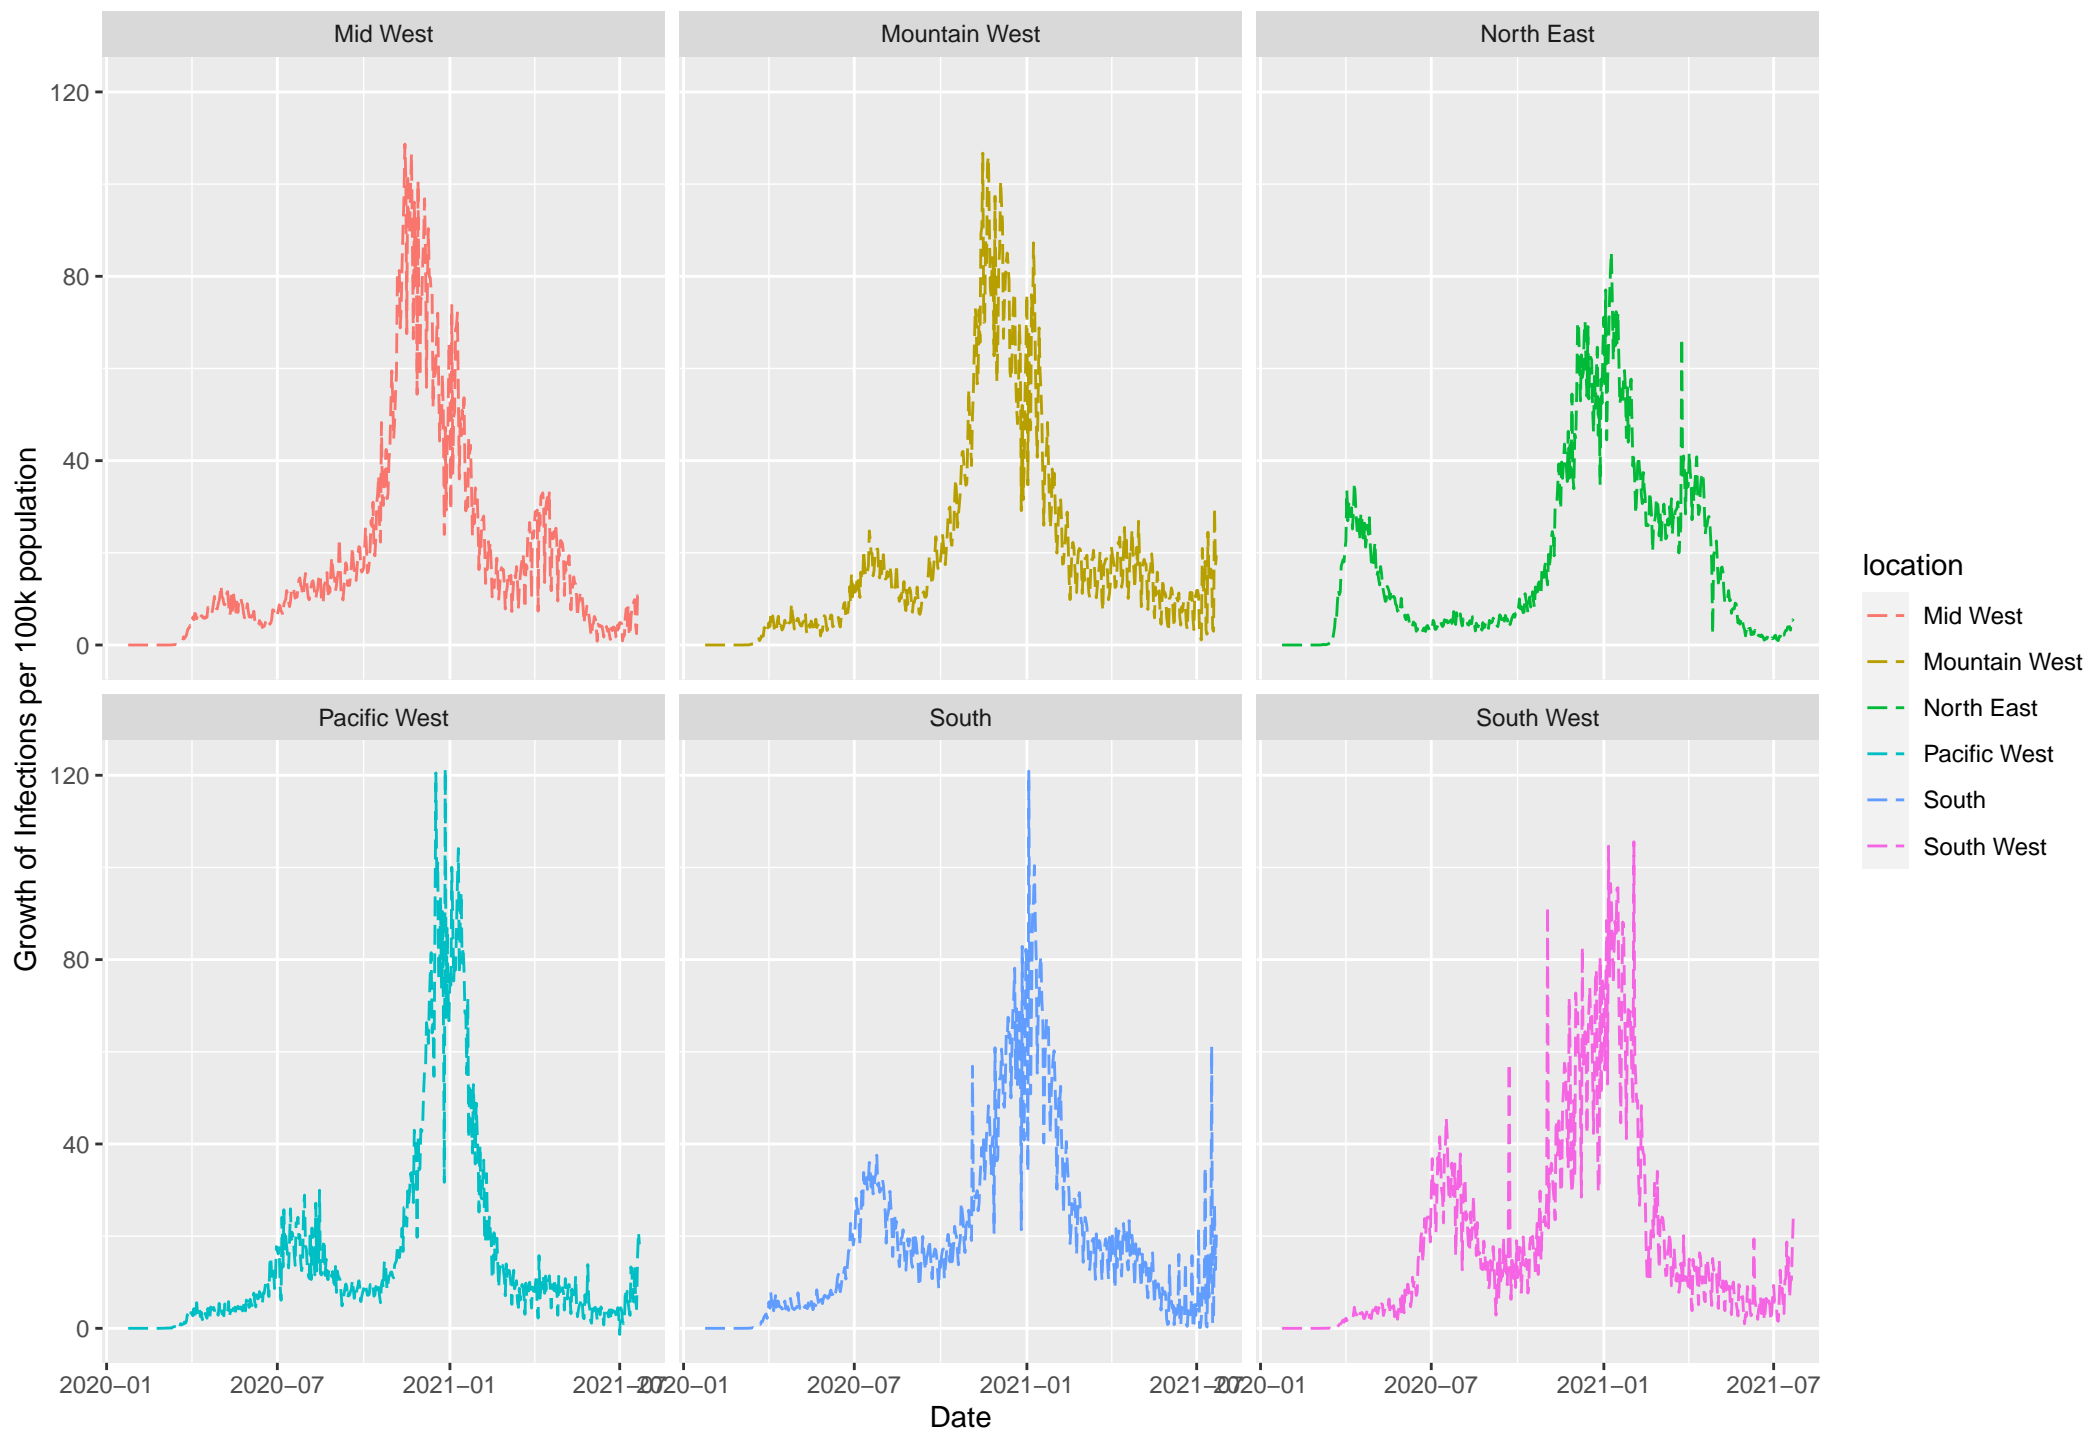 Mid West
Mountain West
North East
120
80
40
0
Pacific West
South
South West
120
80
40
0
2020−01
2020−07
2021−01
2021−07
2020−01
2020−07
2021−01
2021−07
2020−01
2020−07
2021−01
2021−07
Date
Growth of Infections per 100k population
location
Mid West
Mountain West
North East
Pacific West
South
South West